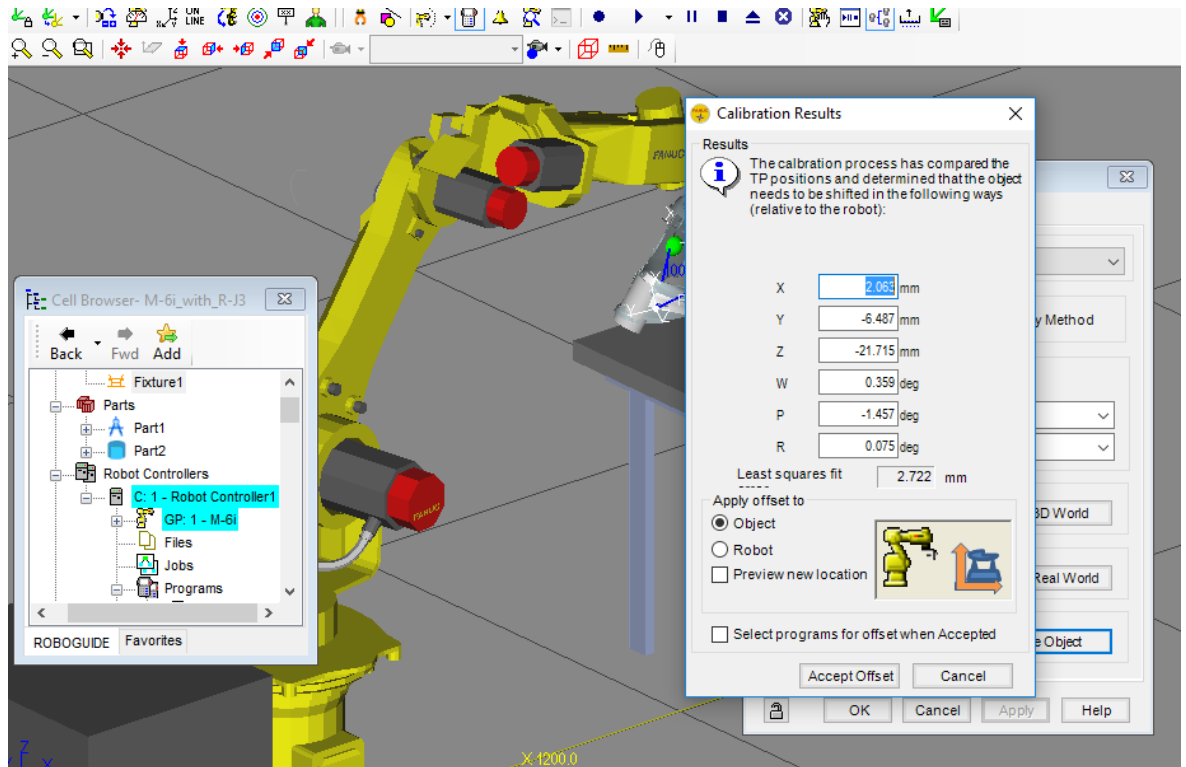 UN
LINE
XX
FANUC
Calibration Results
Results
The calbration process has compared the
TP positions and determined that the object
needs to be shifted in the following ways
(relative to the robot):
X 2.063 mm
Y -6.487 mm
Z -21.715 mm
W 0.359 deg
P -1.457 deg
R 0.075 deg
Least squares fit 2.722 mm
Apply offset to
Object
Robot
Preview new location
Select programs for offset when Accepted
Accept Offset Cancel
y Method
3D World
Real World
e Object
OK Cancel Apply Help
Cell Browser- M-6i_with_R-J3
Back Fwd Add
Fixture1
Parts
Part1
Part2
Robot Controllers
C: 1 - Robot Controller1
GP: 1 - M-6i
Files
Jobs
Programs
ROBOGUIDE Favorites
FANUC
Z
X
X-1200.0